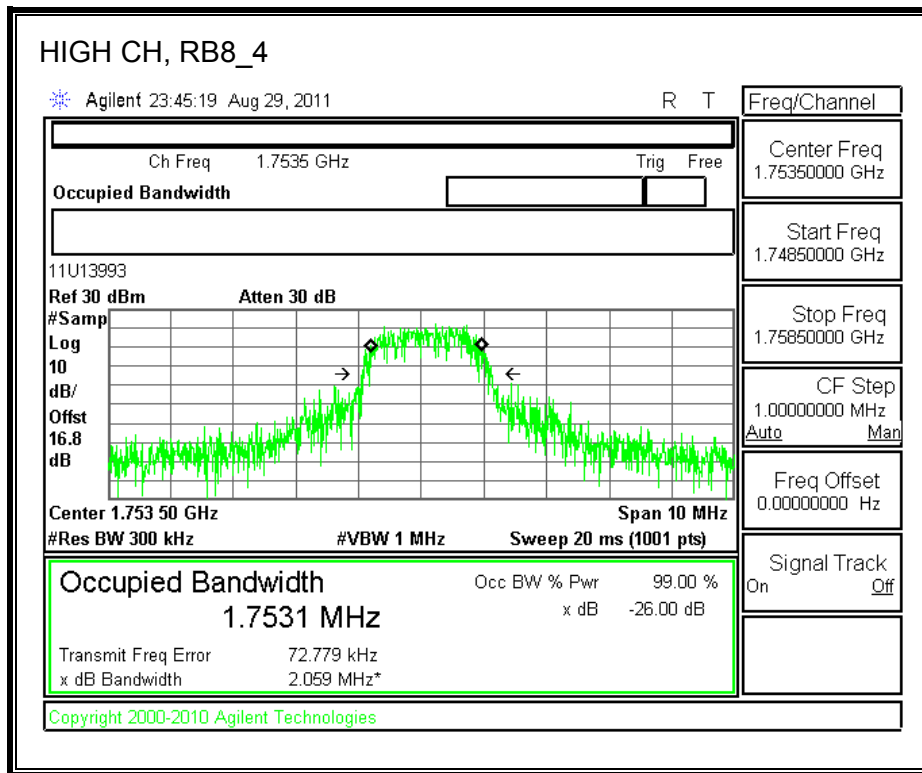 HIGH CH, RB8_4
Agilent 23:45:19 Aug 29, 2011 R T
Freq/Channel
Ch Freq 1.7535 GHz Trig Free
Occupied Bandwidth
Center Freq
1.75350000 GHz
Start Freq
1.74850000 GHz
Stop Freq
1.75850000 GHz
CF Step
1.00000000 MHz
Auto Man
Freq Offset
0.00000000 Hz
Signal Track
On Off
11U13993
Ref 30 dBm Atten 30 dB
#Samp
Log
10
dB/
Offst
16.8
dB
Center 1.753 50 GHz Span 10 MHz
#Res BW 300 kHz #VBW 1 MHz Sweep 20 ms (1001 pts)
Occupied Bandwidth Occ BW % Pwr 99.00 %
1.7531 MHz x dB -26.00 dB
Transmit Freq Error 72.779 kHz
x dB Bandwidth 2.059 MHz*
Copyright 2000-2010 Agilent Technologies